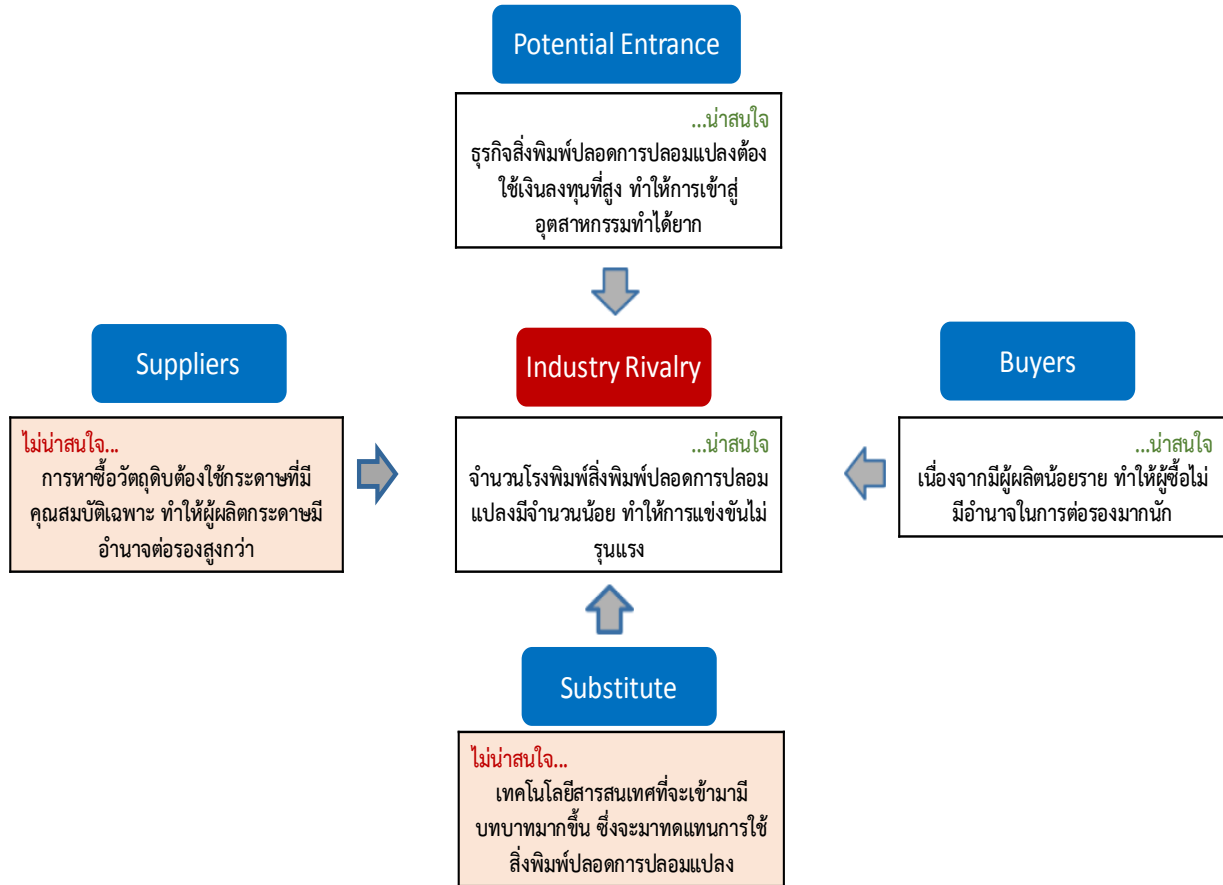 Potential Entrance
...น่าสนใจ
ธุรกิจสิ่งพิมพ์ปลอดการปลอมแปลงต้อง
ใช้เงินลงทุนที่สูง ทำให้การเข้าสู่
อุตสาหกรรมทำได้ยาก
Suppliers
ไม่น่าสนใจ...
การหาซื้อวัตถุดิบต้องใช้กระดาษที่มี
คุณสมบัติเฉพาะ ทำให้ผู้ผลิตกระดาษมี
อำนาจต่อรองสูงกว่า
Industry Rivalry
...น่าสนใจ
จำนวนโรงพิมพ์สิ่งพิมพ์ปลอดการปลอม
แปลงมีจำนวนน้อย ทำให้การแข่งขันไม่
รุนแรง
Buyers
...น่าสนใจ
เนื่องจากมีผู้ผลิตน้อยราย ทำให้ผู้ซื้อไม่
มีอำนาจในการต่อรองมากนัก
Substitute
ไม่น่าสนใจ...
เทคโนโลยีสารสนเทศที่จะเข้ามามี
บทบาทมากขึ้น ซึ่งจะมาทดแทนการใช้
สิ่งพิมพ์ปลอดการปลอมแปลง